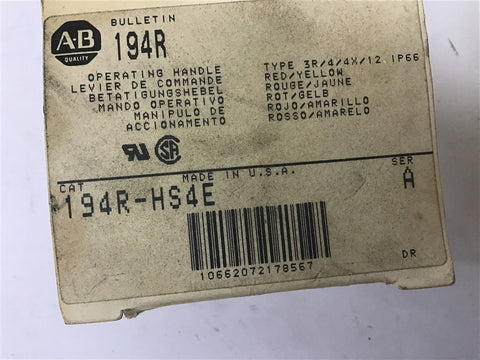 A-B
QUALITY
BULLETIN
194R
OPERATING HANDLE
LEVIER DE COMMANDE
BETATIGUNGSHEBEL
MANDO OPERATIVO
MANIPULO DE
ACCIONAMENTO
TYPE 3R/4/4X/12, IP66
RED/YELLOW
ROUGE/JAUNE
ROT/GELB
ROJO/AMARILLO
ROSSO/AMARELO
MADE IN U.S.A.
CAT
194R-HS4E
SER
A
10662072178567
DR